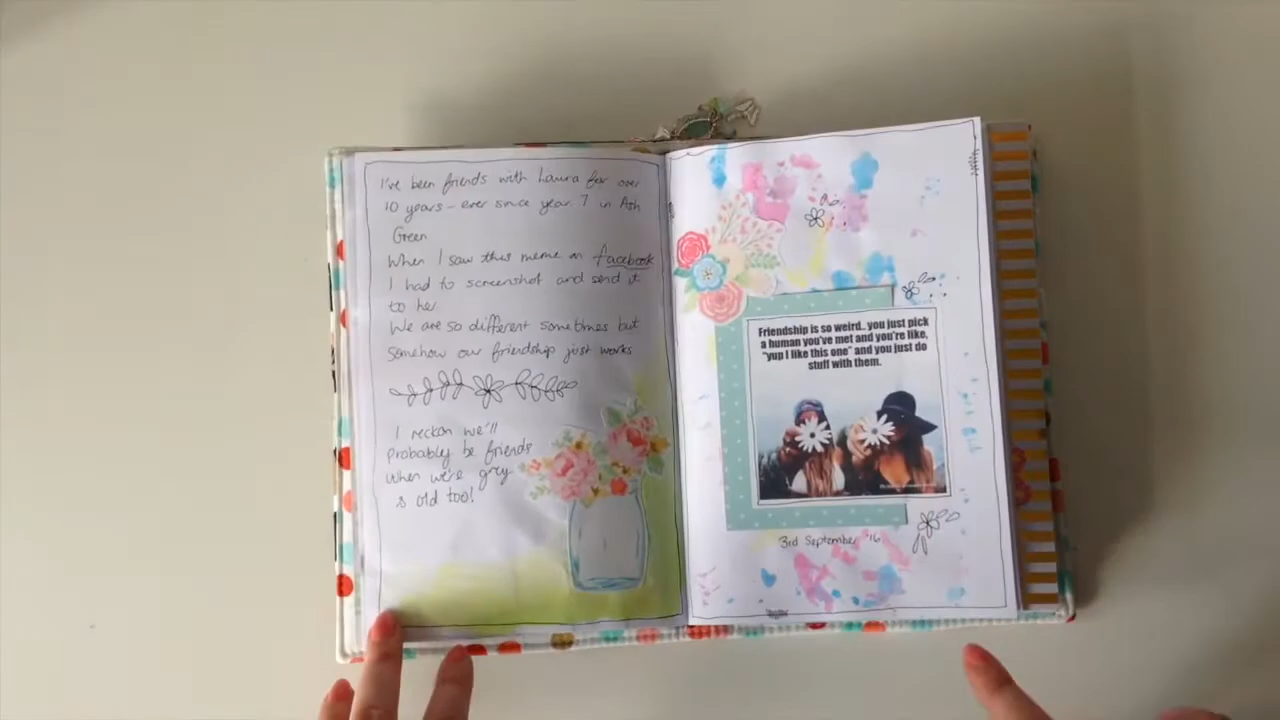 I've been friends with Laura for over
10 years - ever since year 7 in Ash
Green
When I saw this meme on facebook
I had to screenshot and send it
to her.
We are so different sometimes but
somehow our friendship just works
I reckon we'll
probably be friends
when we're grey
& old too!
Friendship is so weird.. you just pick
a human you've met and you're like,
"yup I like this one" and you just do
stuff with them.
3rd September '16